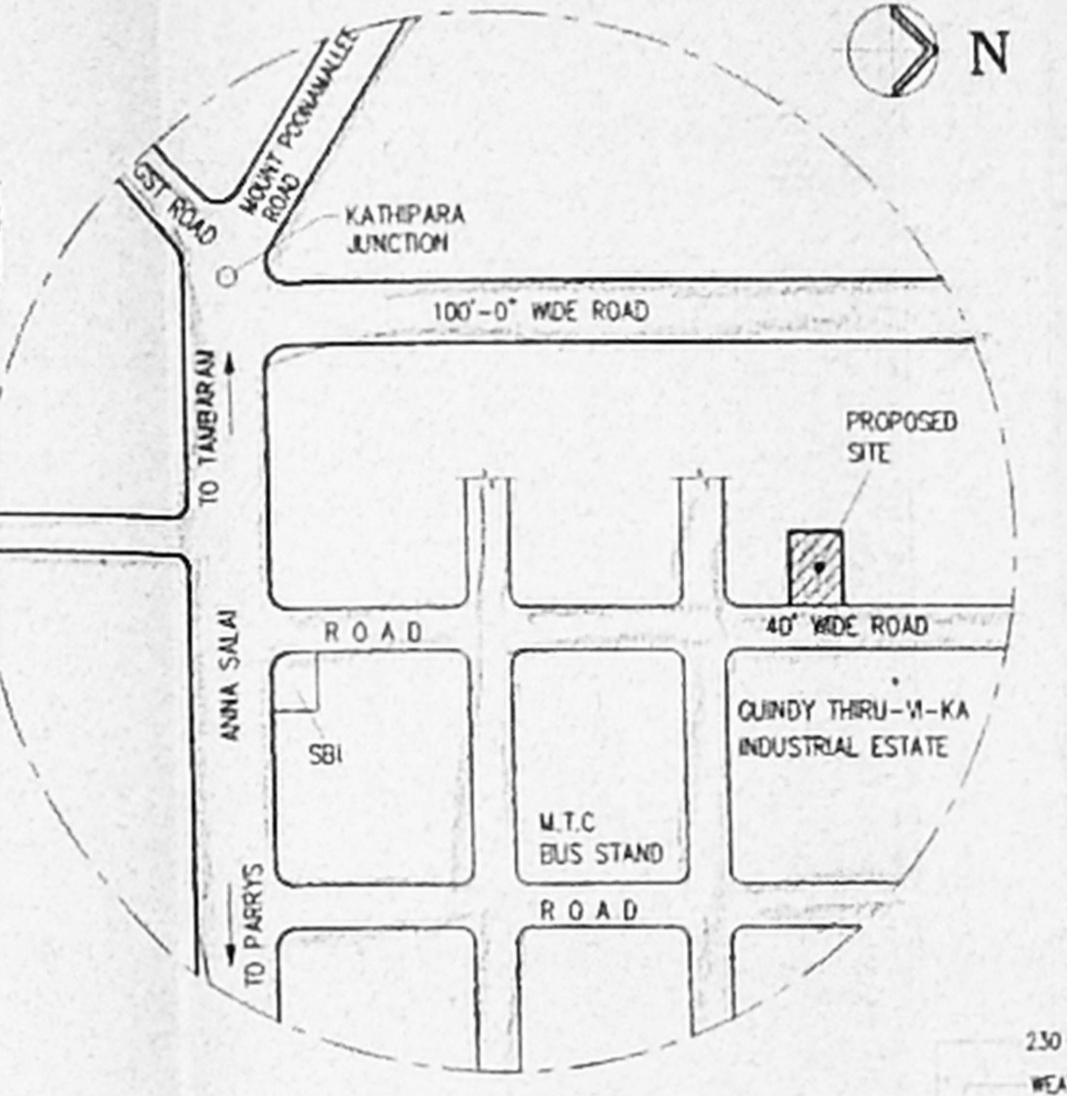 N
MOUNT POONAMALLEE
ROAD
GST ROAD
KATHIPARA
JUNCTION
100'-0" WIDE ROAD
TO TAMBARAM
PROPOSED
SITE
ROAD
40' WIDE ROAD
ANNA SALAI
SBI
GUINDY THIRU-VI-KA
INDUSTRIAL ESTATE
M.T.C
BUS STAND
ROAD
TO PARRYS
230
WEA